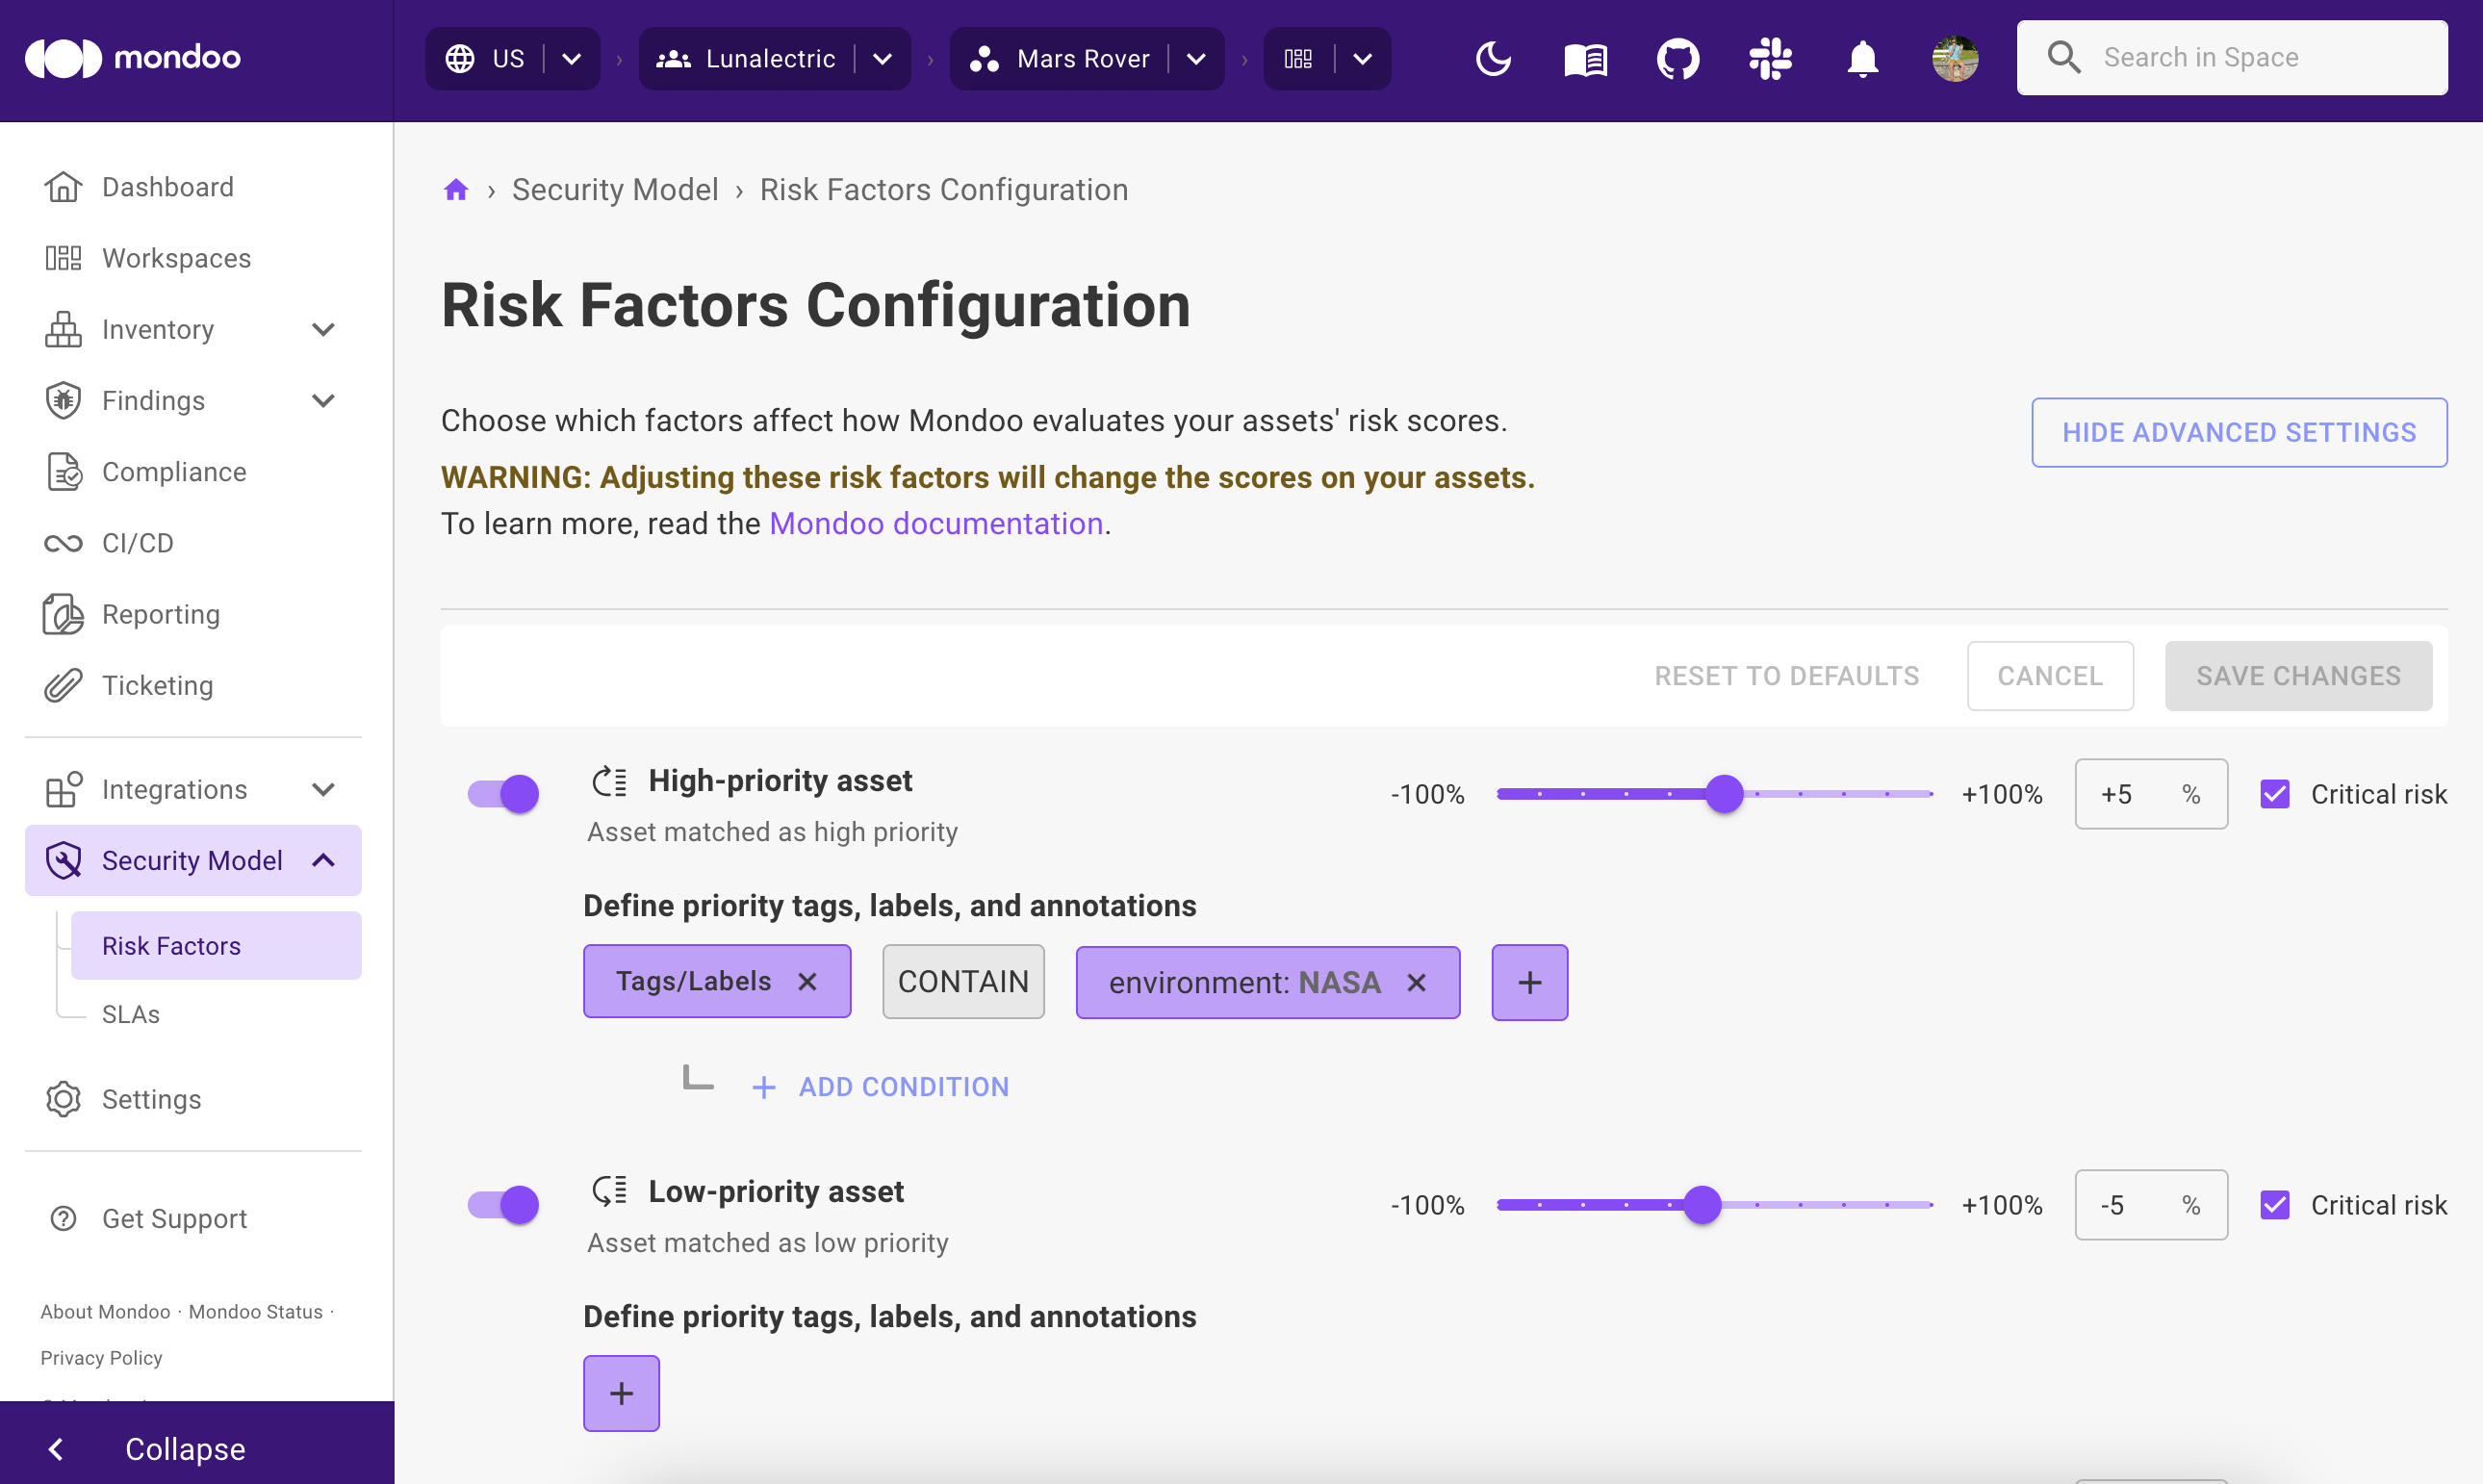 mondoo
US
Lunalectric
Mars Rover
Search in Space
Dashboard
Workspaces
Inventory
Findings
Compliance
CI/CD
Reporting
Ticketing
Integrations
Security Model
Risk Factors
SLAs
Settings
Get Support
About Mondoo · Mondoo Status ·
Privacy Policy
Collapse
Security Model › Risk Factors Configuration
Risk Factors Configuration
Choose which factors affect how Mondoo evaluates your assets' risk scores.
WARNING: Adjusting these risk factors will change the scores on your assets.
To learn more, read the Mondoo documentation.
HIDE ADVANCED SETTINGS
RESET TO DEFAULTS
CANCEL
SAVE CHANGES
High-priority asset
-100%
+100%
+5 %
Critical risk
Asset matched as high priority
Define priority tags, labels, and annotations
Tags/Labels
CONTAIN
environment: NASA
+
+ ADD CONDITION
Low-priority asset
-100%
+100%
-5 %
Critical risk
Asset matched as low priority
Define priority tags, labels, and annotations
+